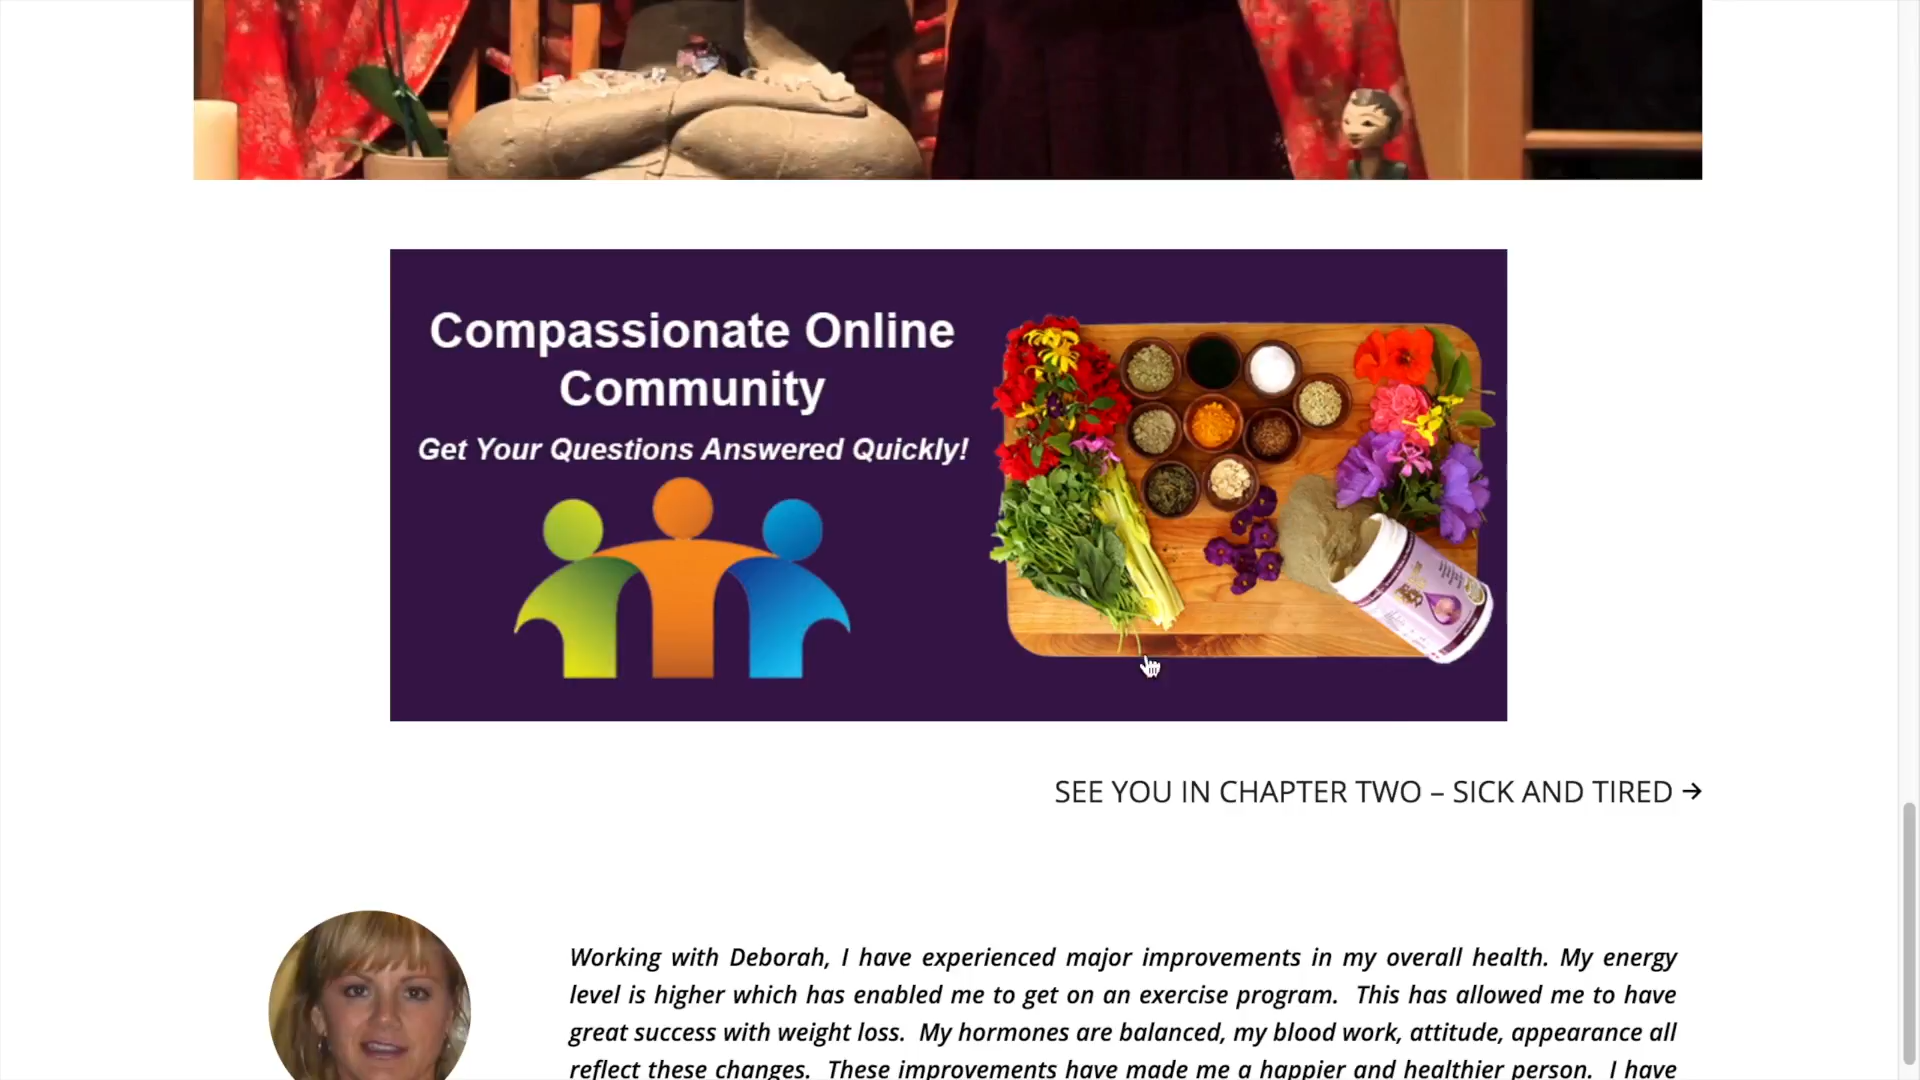 Compassionate Online
Community
Get Your Questions Answered Quickly!
SEE YOU IN CHAPTER TWO – SICK AND TIRED →
Working with Deborah, I have experienced major improvements in my overall health. My energy
level is higher which has enabled me to get on an exercise program. This has allowed me to have
great success with weight loss. My hormones are balanced, my blood work, attitude, appearance all
reflect these changes. These improvements have made me a happier and healthier person. I have